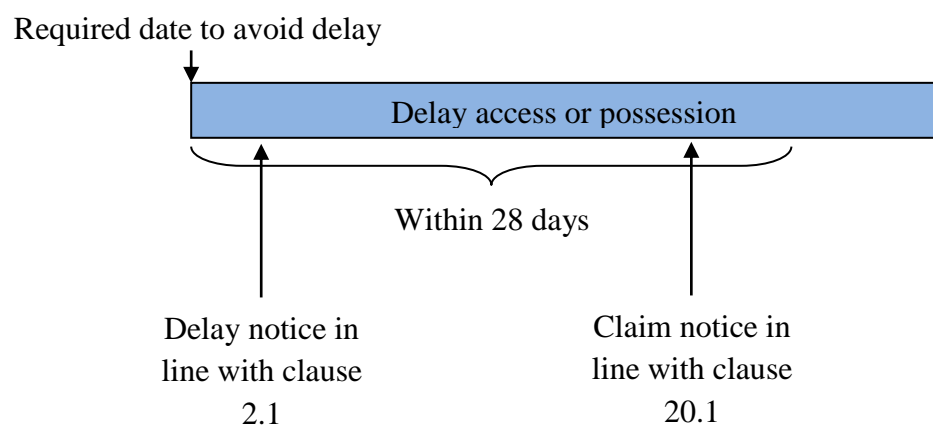 Required date to avoid delay
Delay access or possession
Within 28 days
Delay notice in
line with clause
2.1
Claim notice in
line with clause
20.1